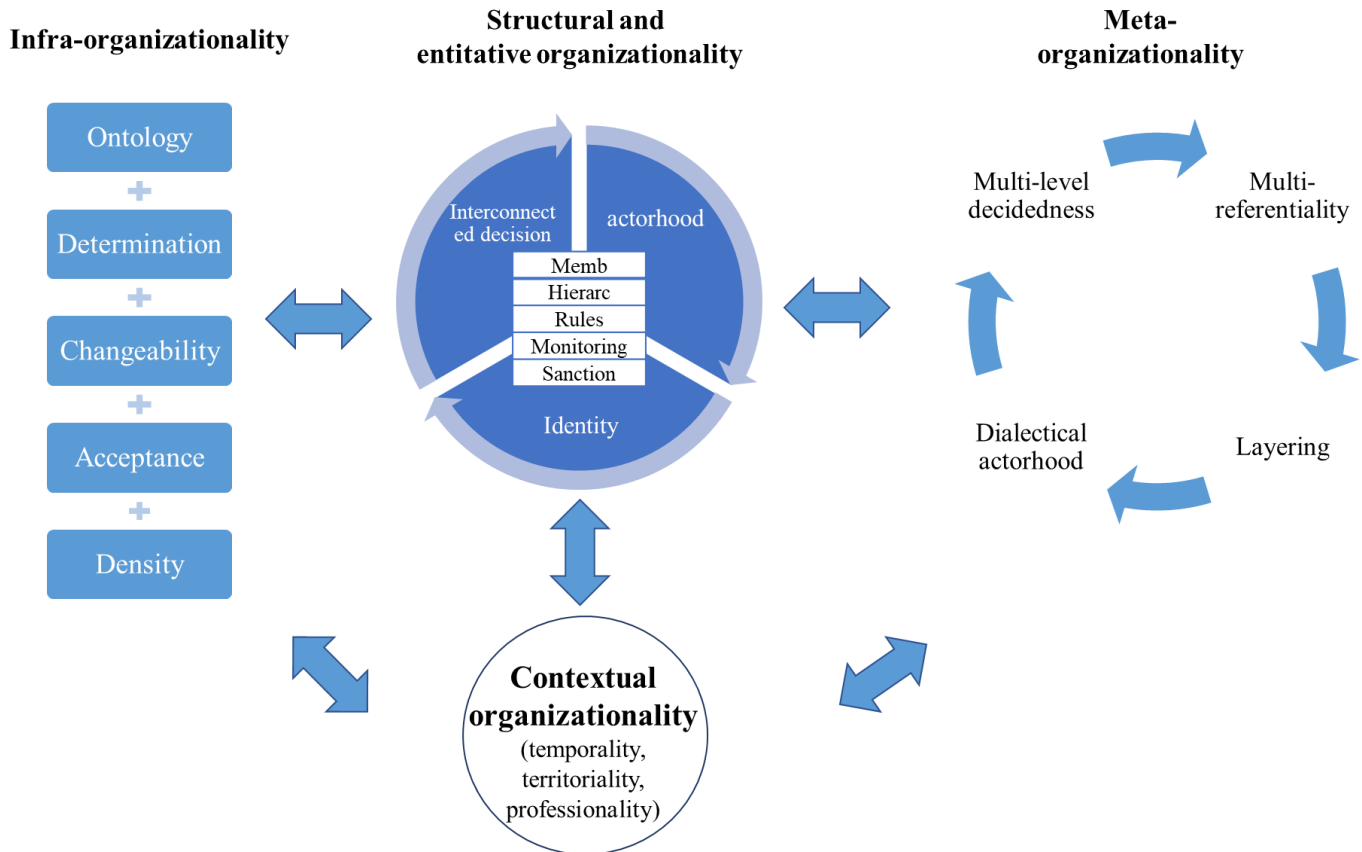 Infra-organizationality
Ontology
Determination
Changeability
Acceptance
Density
Structural and
entitative organizationality
Interconnect
ed decision
actorhood
Memb
Hierarc
Rules
Monitoring
Sanction
Identity
Meta-
organizationality
Multi-level
decidedness
Multi-
referentiality
Layering
Dialectical
actorhood
Contextual
organizationality
(temporality,
territoriality,
professionality)